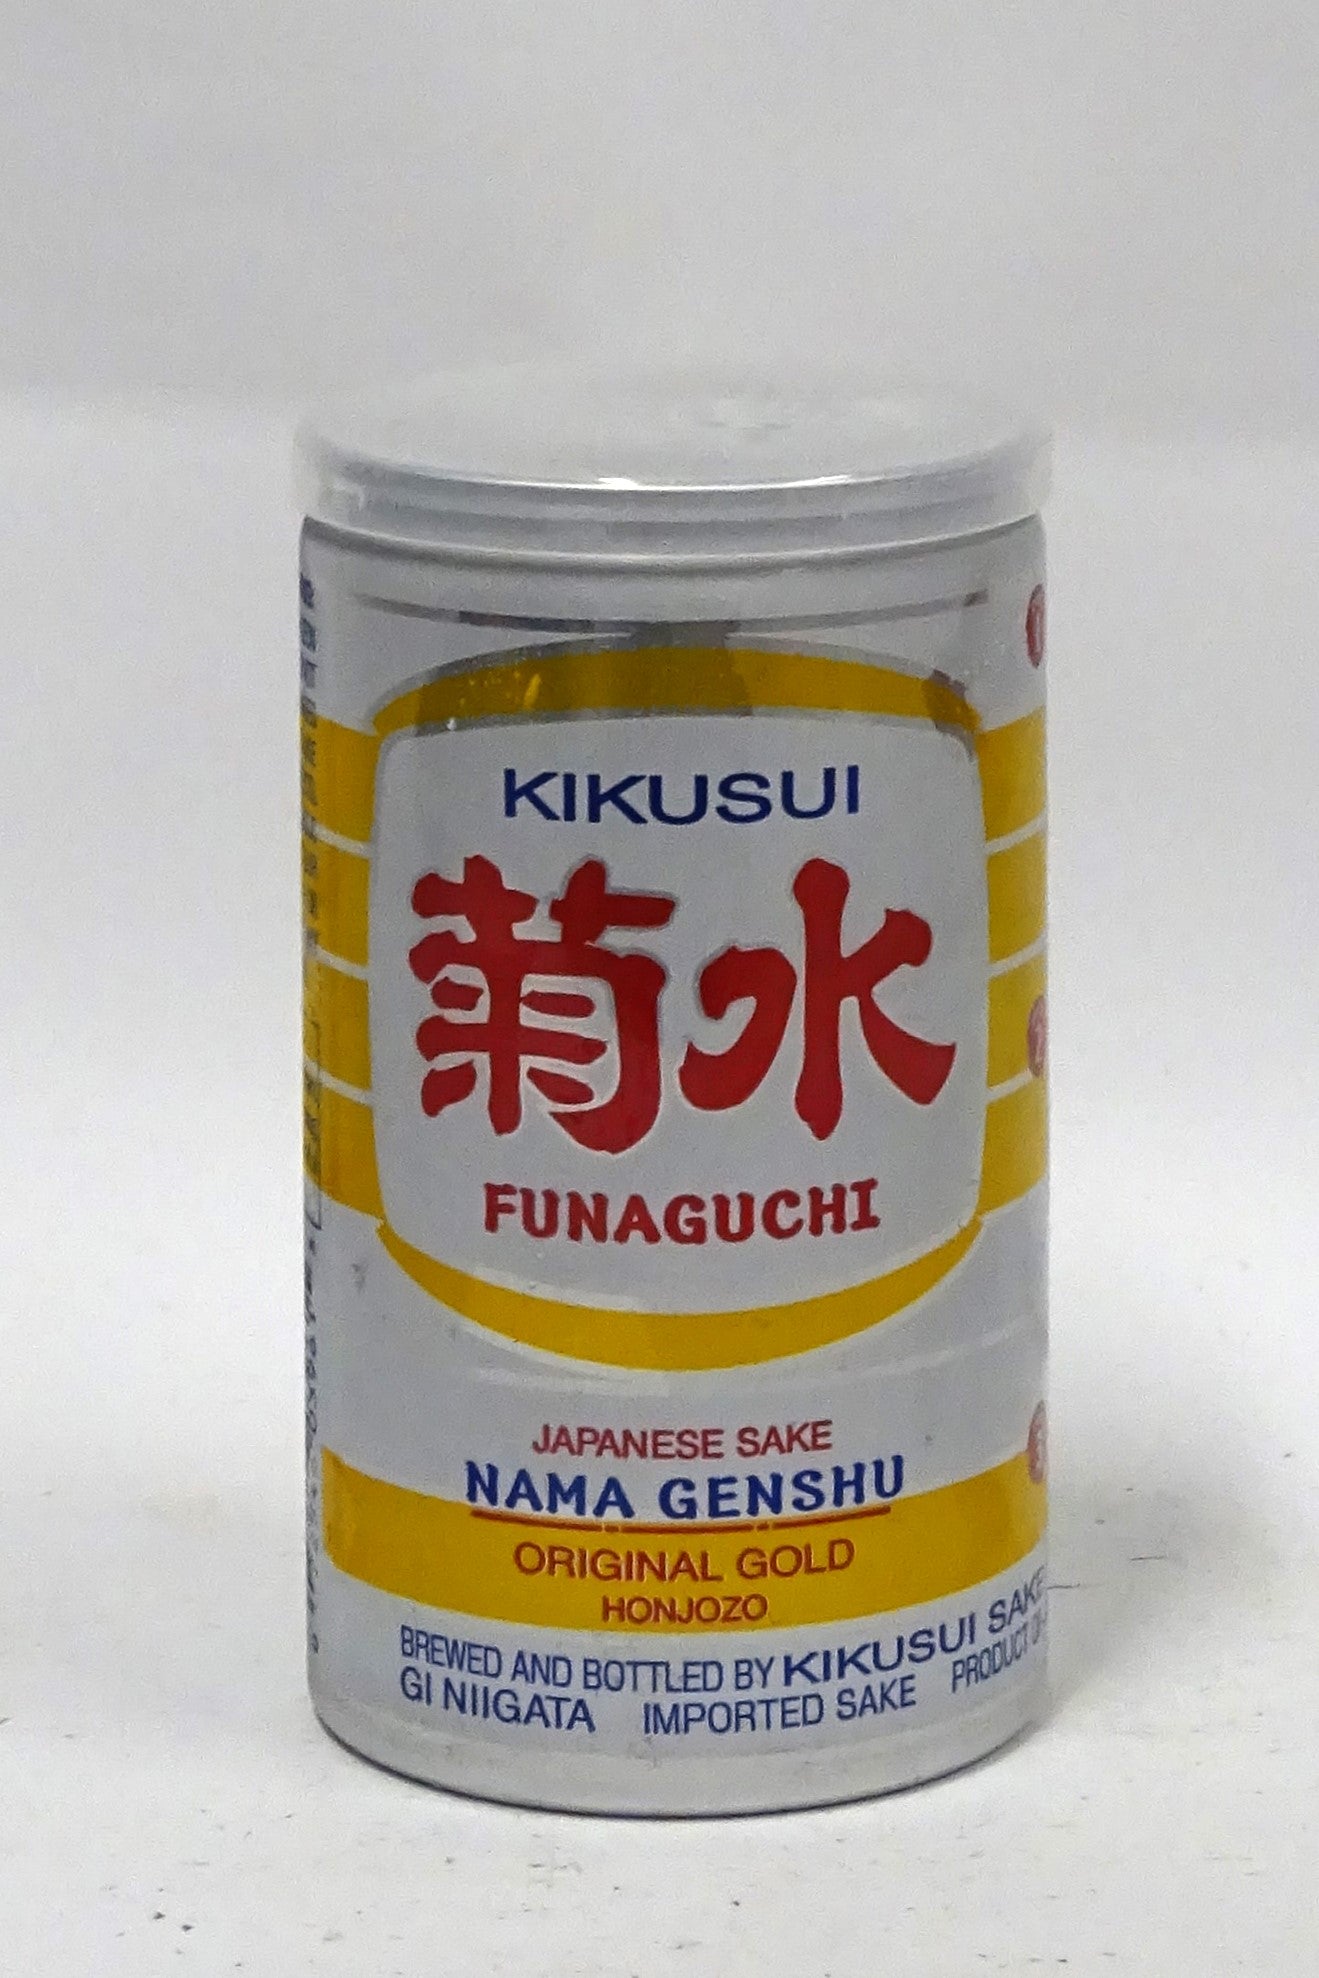 KIKUSUI
菊水
FUNAGUCHI
JAPANESE SAKE
NAMA GENSHU
ORIGINAL GOLD
HONJOZO
BREWED AND BOTTLED BY KIKUSUI SAKE
GI NIIGATA IMPORTED SAKE PRODUCT